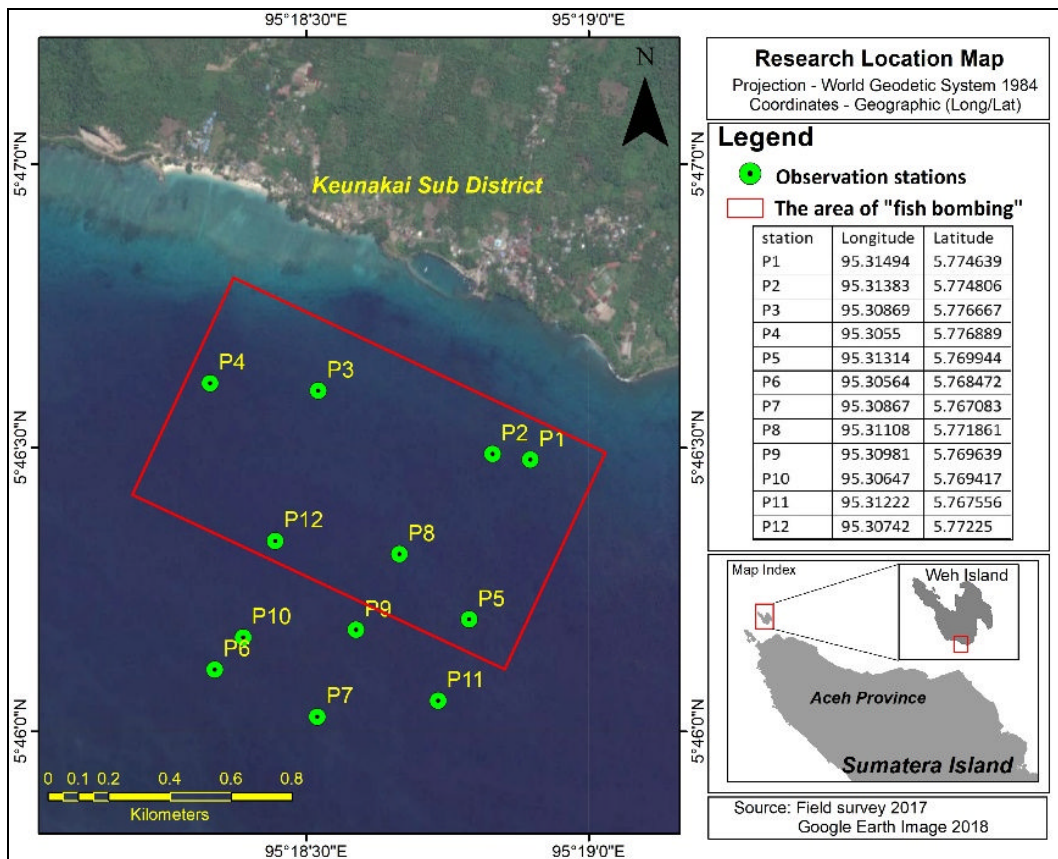 95°18'30"E 95°19'0"E
N
5°47'0"N 5°47'0"N
Keunakai Sub District
P4
P3
P2
P1
5°46'30"N 5°46'30"N
P12
P8
P5
P9
P10
P6
P11
P7
5°46'0"N 5°46'0"N
0 0.1 0.2 0.4 0.6 0.8
Kilometers
95°18'30"E 95°19'0"E
Research Location Map
Projection - World Geodetic System 1984
Coordinates - Geographic (Long/Lat)
Legend
Observation stations
The area of "fish bombing"
station Longitude Latitude
P1 95.31494 5.774639
P2 95.31383 5.774806
P3 95.30869 5.776667
P4 95.3055 5.776889
P5 95.31314 5.769944
P6 95.30564 5.768472
P7 95.30867 5.767083
P8 95.31108 5.771861
P9 95.30981 5.769639
P10 95.30647 5.769417
P11 95.31222 5.767556
P12 95.30742 5.77225
Map Index
Weh Island
Aceh Province
Sumatera Island
Source: Field survey 2017
Google Earth Image 2018